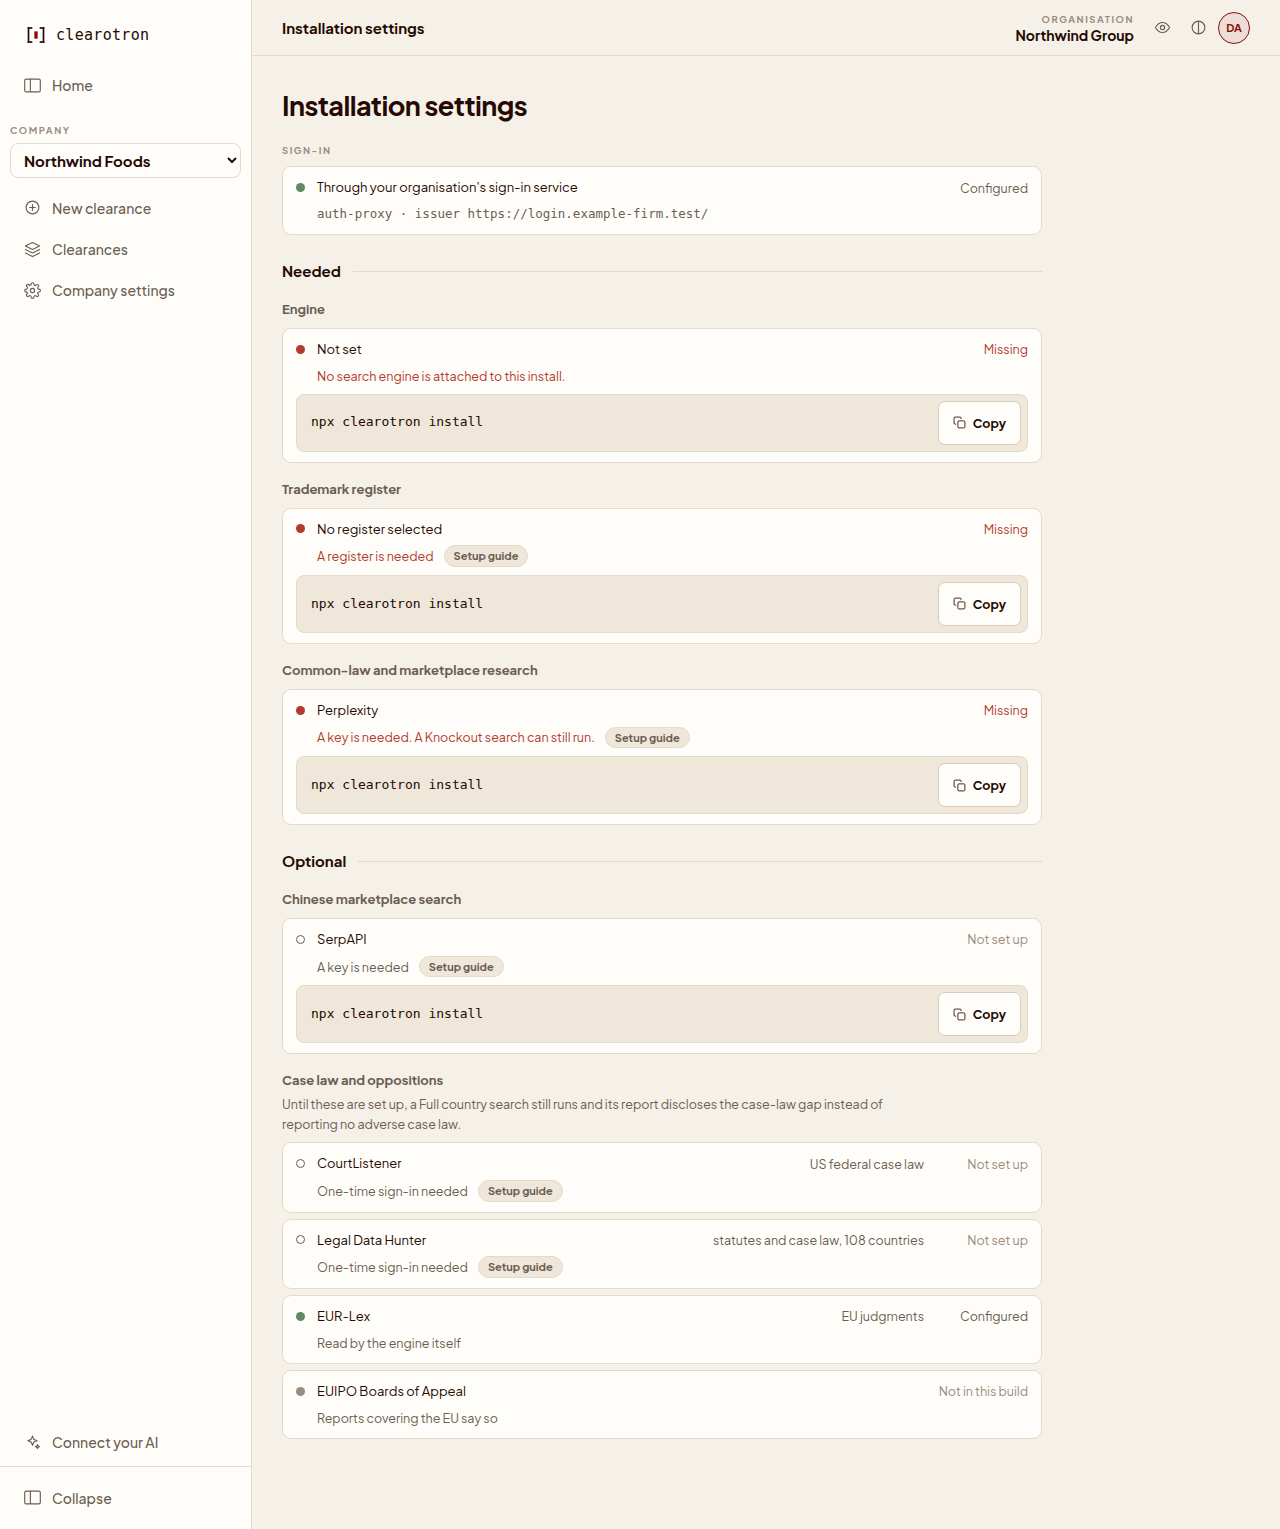 clearotron
Home
COMPANY
Northwind Foods
New clearance
Clearances
Company settings
Connect your AI
Collapse
Installation settings
ORGANISATION
Northwind Group
DA
Installation settings
SIGN-IN
Through your organisation's sign-in service
Configured
auth-proxy · issuer https://login.example-firm.test/
Needed
Engine
Not set
Missing
No search engine is attached to this install.
npx clearotron install
Copy
Trademark register
No register selected
Missing
A register is needed
Setup guide
npx clearotron install
Copy
Common-law and marketplace research
Perplexity
Missing
A key is needed. A Knockout search can still run.
Setup guide
npx clearotron install
Copy
Optional
Chinese marketplace search
SerpAPI
Not set up
A key is needed
Setup guide
npx clearotron install
Copy
Case law and oppositions
Until these are set up, a Full country search still runs and its report discloses the case-law gap instead of
reporting no adverse case law.
CourtListener
US federal case law
Not set up
One-time sign-in needed
Setup guide
Legal Data Hunter
statutes and case law, 108 countries
Not set up
One-time sign-in needed
Setup guide
EUR-Lex
EU judgments
Configured
Read by the engine itself
EUIPO Boards of Appeal
Not in this build
Reports covering the EU say so